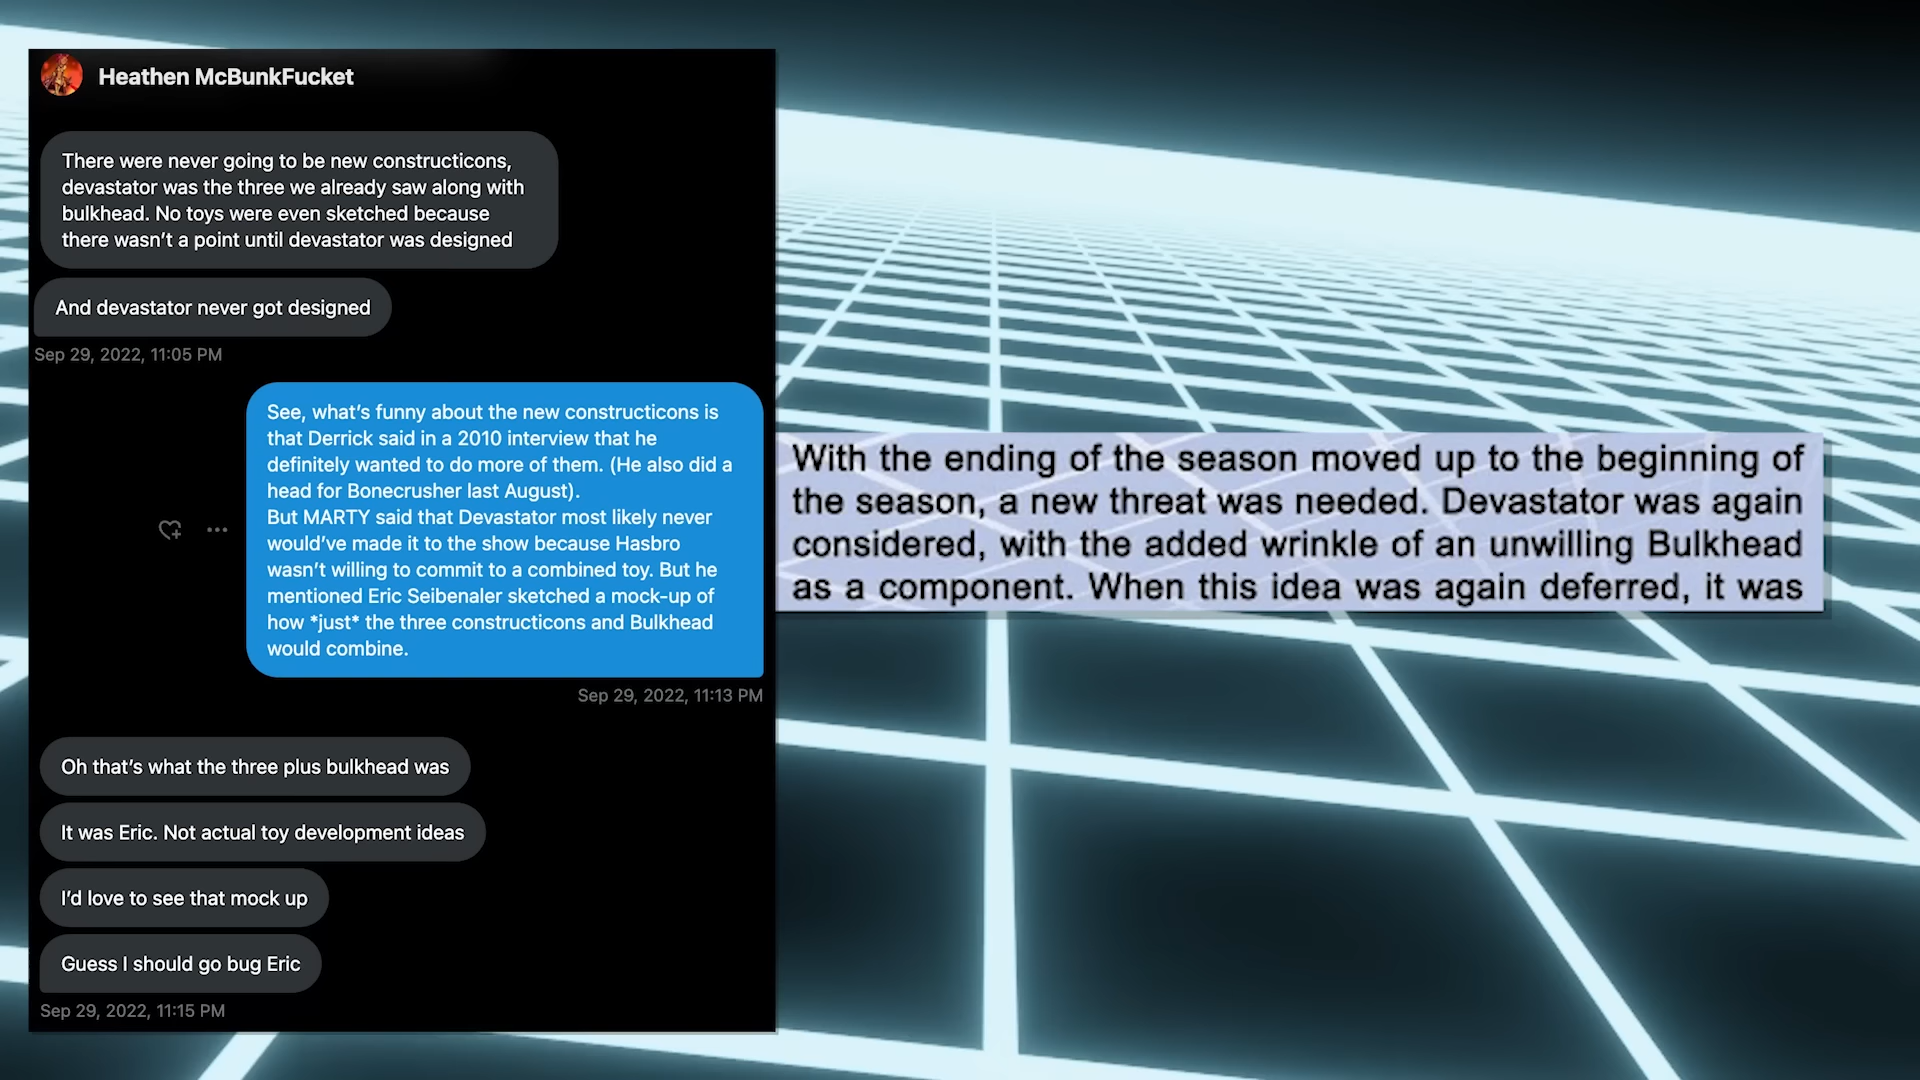 Heathen McBunkFucket
There were never going to be new constructicons,
devastator was the three we already saw along with
bulkhead. No toys were even sketched because
there wasn't a point until devastator was designed
And devastator never got designed
Sep 29, 2022, 11:05 PM
See, what's funny about the new constructicons is
that Derrick said in a 2010 interview that he
definitely wanted to do more of them. (He also did a
head for Bonecrusher last August).
But MARTY said that Devastator most likely never
would've made it to the show because Hasbro
wasn't willing to commit to a combined toy. But he
mentioned Eric Seibenaler sketched a mock-up of
how *just* the three constructicons and Bulkhead
would combine.
Sep 29, 2022, 11:13 PM
Oh that's what the three plus bulkhead was
It was Eric. Not actual toy development ideas
I'd love to see that mock up
Guess I should go bug Eric
Sep 29, 2022, 11:15 PM
With the ending of the season moved up to the beginning of
the season, a new threat was needed. Devastator was again
considered, with the added wrinkle of an unwilling Bulkhead
as a component. When this idea was again deferred, it was